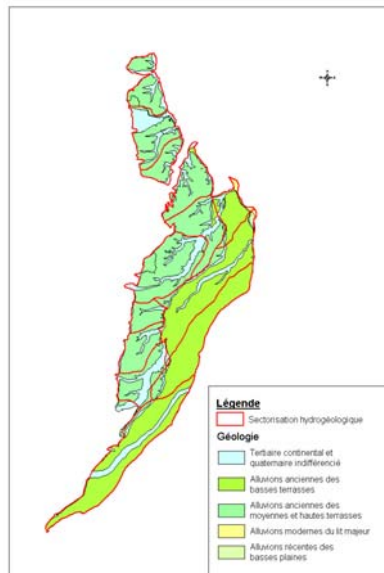 Légende
Sectorisation hydrogéologique
Géologie
Tertiaire continental et
quaternaire indifférencié
Alluvions anciennes des
basses terrasses
Alluvions anciennes des
moyennes et hautes terrasses
Alluvions modernes du lit majeur
Alluvions récentes des
basses plaines